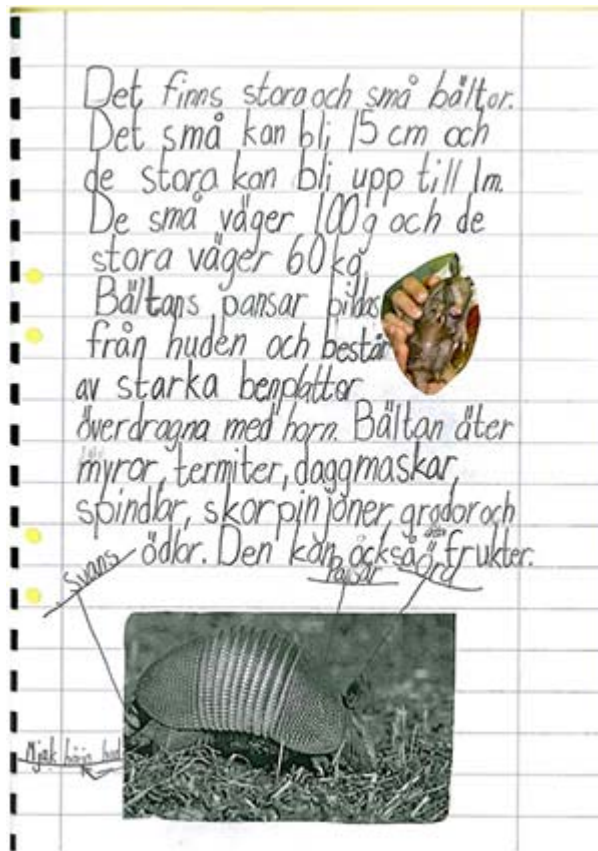 Det finns stora och små bältor.
Det små kan bli 15 cm och
de stora kan bli upp till 1m.
De små väger 100g och de
stora väger 60 kg.
Bältans pansar bildas
från huden och består
av starka benplattor
överdragna med horn. Bältan äter
myror, termiter, daggmaskar,
spindlar, skorpinjoner, grodor och
ödlor. Den kan också äta frukter.
Svans
Pansar
Öra
Mjuk hårin hud